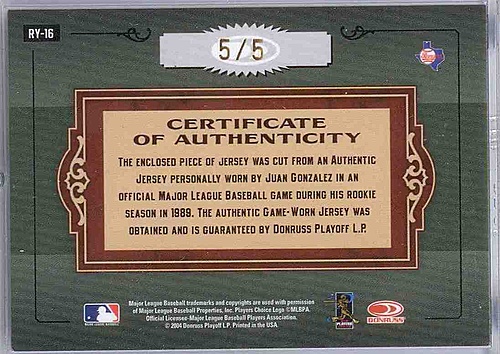 RY-16
5/5
CERTIFICATE
OF AUTHENTICITY
THE ENCLOSED PIECE OF JERSEY WAS CUT FROM AN AUTHENTIC
JERSEY PERSONALLY WORN BY JUAN GONZALEZ IN AN
OFFICIAL MAJOR LEAGUE BASEBALL GAME DURING HIS ROOKIE
SEASON IN 1989. THE AUTHENTIC GAME-WORN JERSEY WAS
OBTAINED AND IS GUARANTEED BY DONRUSS PLAYOFF L.P.
Major League Baseball trademarks and copyrights are used with permission
of Major League Baseball Properties, Inc. Players Choice Logo ©MLBPA.
Official Licensee-Major League Baseball Players Association.
© 2004 Donruss Playoff L.P. Printed in the USA.
DONRUSS